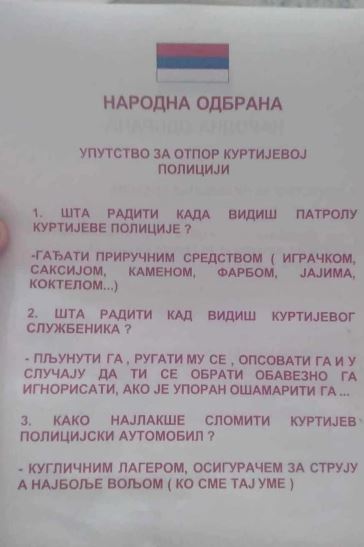 НАРОДНА ОДБРАНА
УПУТСТВО ЗА ОТПОР КУРТИЈЕВОЈ
ПОЛИЦИЈИ
1. ШТА РАДИТИ КАДА ВИДИШ ПАТРОЛУ
КУРТИЈЕВЕ ПОЛИЦИЈЕ ?
-ГАЂАТИ ПРИРУЧНИМ СРЕДСТВОМ ( ИГРАЧКОМ,
САКСИЈОМ, КАМЕНОМ, ФАРБОМ, ЈАЈИМА,
КОКТЕЛОМ...)
2. ШТА РАДИТИ КАД ВИДИШ КУРТИЈЕВОГ
СЛУЖБЕНИКА ?
- ПЉУНУТИ ГА , РУГАТИ МУ СЕ , ОПСОВАТИ ГА И У
СЛУЧАЈУ ДА ТИ СЕ ОБРАТИ ОБАВЕЗНО ГА
ИГНОРИСАТИ, АКО ЈЕ УПОРАН ОШАМАРИТИ ГА ...
3. КАКО НАЈЛАКШЕ СЛОМИТИ КУРТИЈЕВ
ПОЛИЦИЈСКИ АУТОМОБИЛ ?
- КУГЛИЧНИМ ЛАГЕРОМ, ОСИГУРАЧЕМ ЗА СТРУЈУ
А НАЈБОЉЕ ВОЉОМ ( КО СМЕ ТАЈ УМЕ )